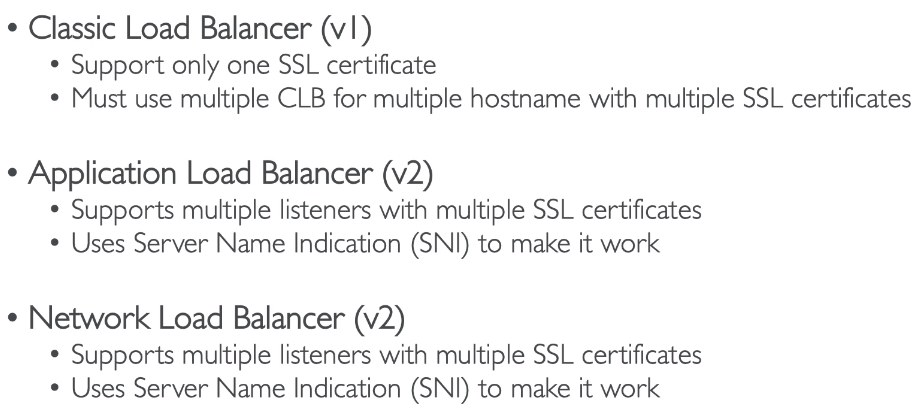 • Classic Load Balancer (v1)
• Support only one SSL certificate
• Must use multiple CLB for multiple hostname with multiple SSL certificates
• Application Load Balancer (v2)
• Supports multiple listeners with multiple SSL certificates
• Uses Server Name Indication (SNI) to make it work
• Network Load Balancer (v2)
• Supports multiple listeners with multiple SSL certificates
• Uses Server Name Indication (SNI) to make it work